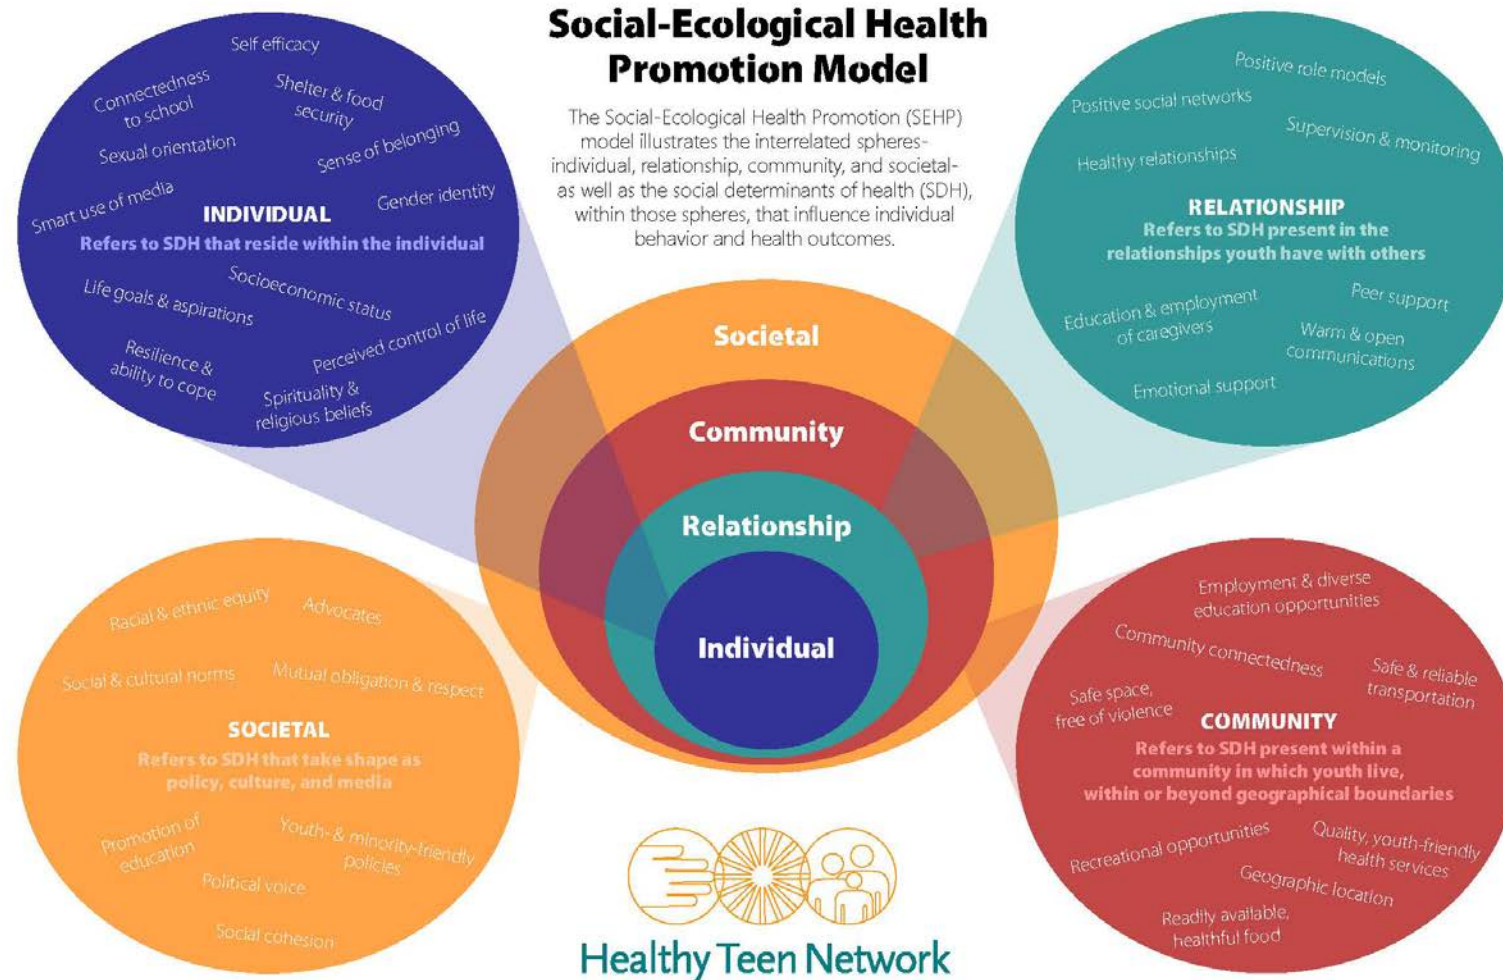 Social-Ecological Health
Promotion Model
The Social-Ecological Health Promotion (SEHP)
model illustrates the interrelated spheres-
individual, relationship, community, and societal-
as well as the social determinants of health (SDH),
within those spheres, that influence individual
behavior and health outcomes.
Self efficacy
Connectedness
to school
Shelter & food
security
Sexual orientation
Sense of belonging
Smart use of media
Gender identity
INDIVIDUAL
Refers to SDH that reside within the individual
Socioeconomic status
Life goals & aspirations
Perceived control of life
Resilience &
ability to cope
Spirituality &
religious beliefs
Positive role models
Positive social networks
Supervision & monitoring
Healthy relationships
RELATIONSHIP
Refers to SDH present in the
relationships youth have with others
Education & employment
of caregivers
Peer support
Warm & open
communications
Emotional support
Societal
Community
Relationship
Individual
Racial & ethnic equity
Advocates
Social & cultural norms
Mutual obligation & respect
SOCIETAL
Refers to SDH that take shape as
policy, culture, and media
Promotion of
education
Youth- & minority-friendly
policies
Political voice
Social cohesion
Employment & diverse
education opportunities
Community connectedness
Safe & reliable
transportation
Safe space,
free of violence
COMMUNITY
Refers to SDH present within a
community in which youth live,
within or beyond geographical boundaries
Recreational opportunities
Quality, youth-friendly
health services
Geographic location
Readily available,
healthful food
Healthy Teen Network